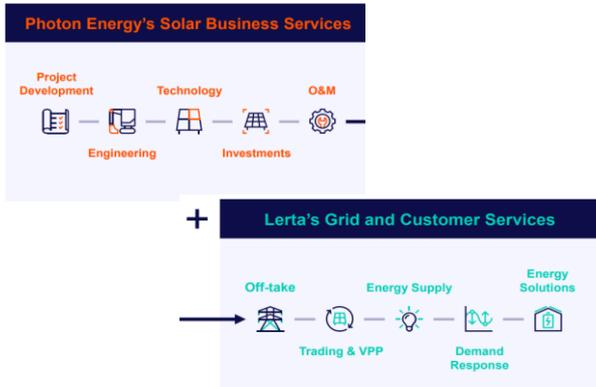 Photon Energy's Solar Business Services
Project
Development
Technology
O&M
Engineering
Investments
+
Lerta's Grid and Customer Services
Off-take
Energy Supply
Energy
Solutions
Trading & VPP
Demand
Response